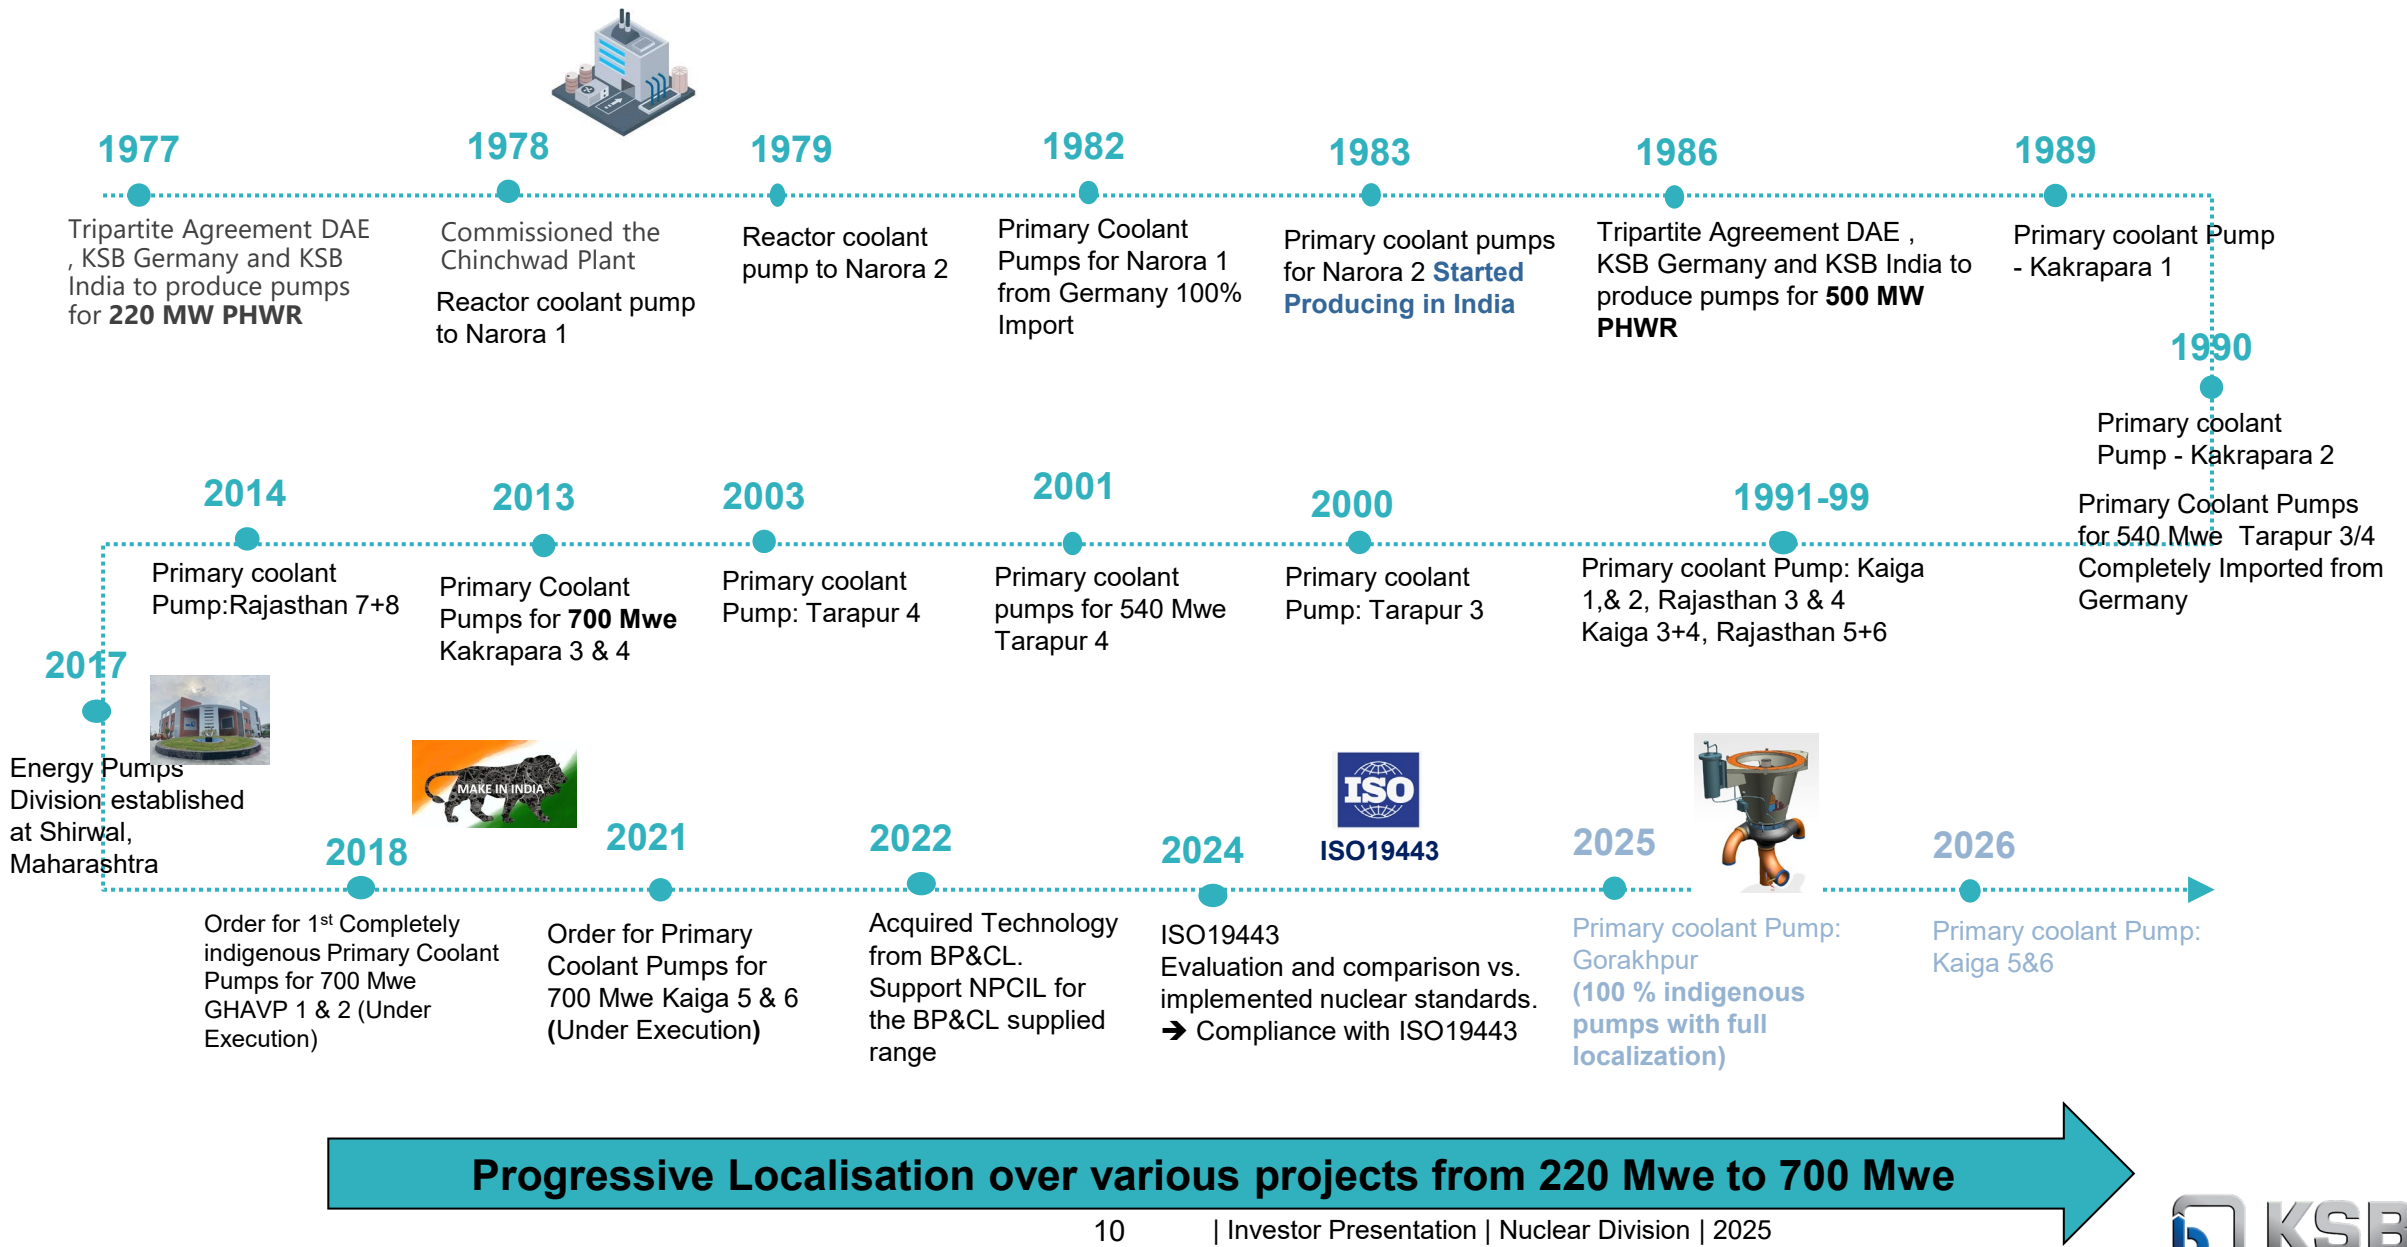 1977
Tripartite Agreement DAE
, KSB Germany and KSB
India to produce pumps
for 220 MW PHWR
1978
Commissioned the
Chinchwad Plant
Reactor coolant pump
to Narora 1
1979
Reactor coolant
pump to Narora 2
1982
Primary Coolant
Pumps for Narora 1
from Germany 100%
Import
1983
Primary coolant pumps
for Narora 2 Started
Producing in India
1986
Tripartite Agreement DAE ,
KSB Germany and KSB India to
produce pumps for 500 MW
PHWR
1989
Primary coolant Pump
- Kakrapara 1
1990
Primary coolant
Pump - Kakrapara 2
Primary Coolant Pumps
for 540 Mwe Tarapur 3/4
Completely Imported from
Germany
1991-99
Primary coolant Pump: Kaiga
1,& 2, Rajasthan 3 & 4
Kaiga 3+4, Rajasthan 5+6
2000
Primary coolant
Pump: Tarapur 3
2001
Primary coolant
pumps for 540 Mwe
Tarapur 4
2003
Primary coolant
Pump: Tarapur 4
2013
Primary Coolant
Pumps for 700 Mwe
Kakrapara 3 & 4
2014
Primary coolant
Pump:Rajasthan 7+8
2017
Energy Pumps
Division established
at Shirwal,
Maharashtra
2018
Order for 1st Completely
indigenous Primary Coolant
Pumps for 700 Mwe
GHAVP 1 & 2 (Under
Execution)
MAKE IN INDIA
2021
Order for Primary
Coolant Pumps for
700 Mwe Kaiga 5 & 6
(Under Execution)
2022
Acquired Technology
from BP&CL.
Support NPCIL for
the BP&CL supplied
range
2024
ISO19443
Evaluation and comparison vs.
implemented nuclear standards.
➔ Compliance with ISO19443
ISO
ISO19443
2025
Primary coolant Pump:
Gorakhpur
(100 % indigenous
pumps with full
localization)
2026
Primary coolant Pump:
Kaiga 5&6
Progressive Localisation over various projects from 220 Mwe to 700 Mwe
10 | Investor Presentation | Nuclear Division | 2025
KSB